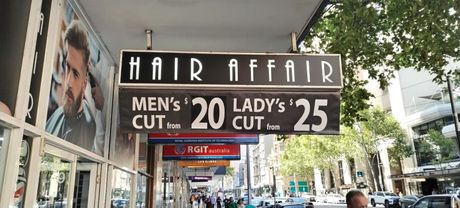 HAIR AFFAIR
MEN's CUT from $20
LADY'S CUT from $25
RGIT australia